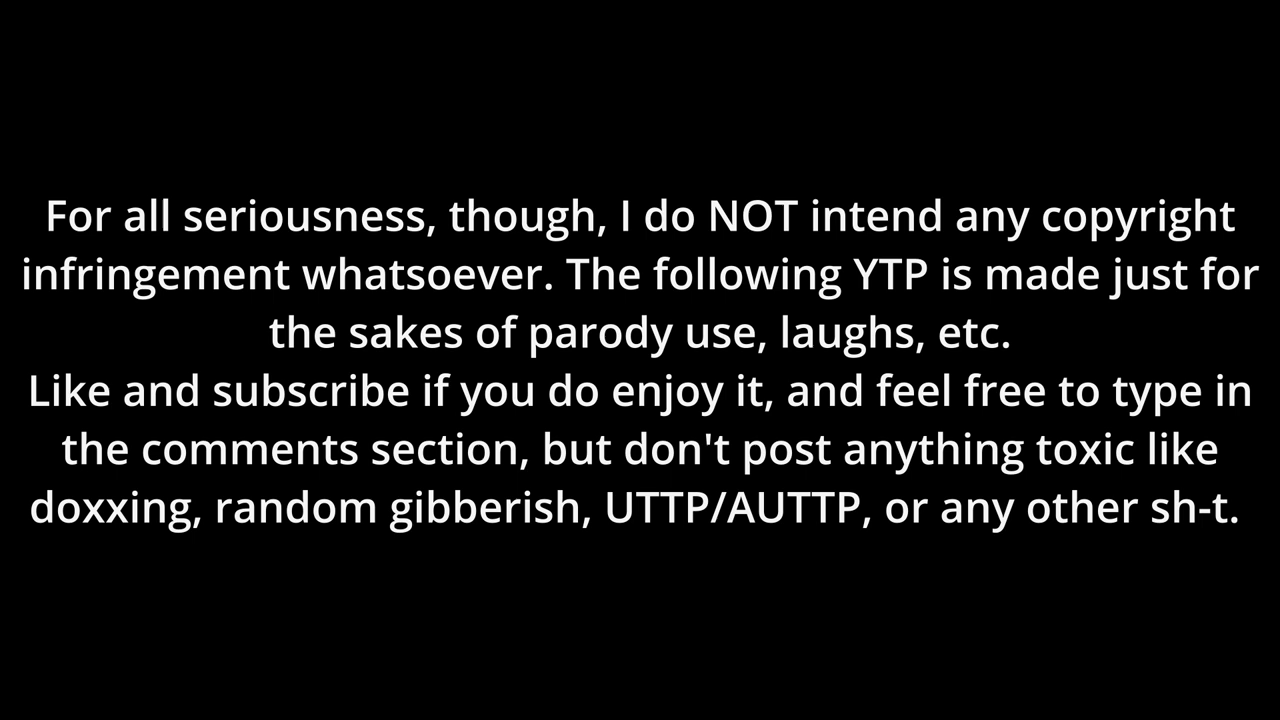 For all seriousness, though, I do NOT intend any copyright
infringement whatsoever. The following YTP is made just for
the sakes of parody use, laughs, etc.
Like and subscribe if you do enjoy it, and feel free to type in
the comments section, but don't post anything toxic like
doxxing, random gibberish, UTTP/AUTTP, or any other sh-t.